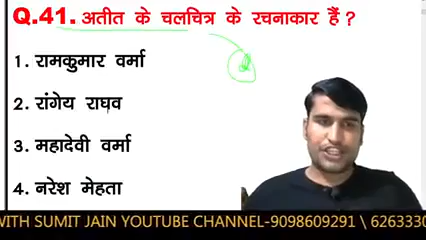 Q.41. अतीत के चलचित्र के रचनाकार हैं ?
1. रामकुमार वर्मा
2. रांगेय राघव
3. महादेवी वर्मा
4. नरेश मेहता
WITH SUMIT JAIN YOUTUBE CHANNEL-9098609291 \ 6263330